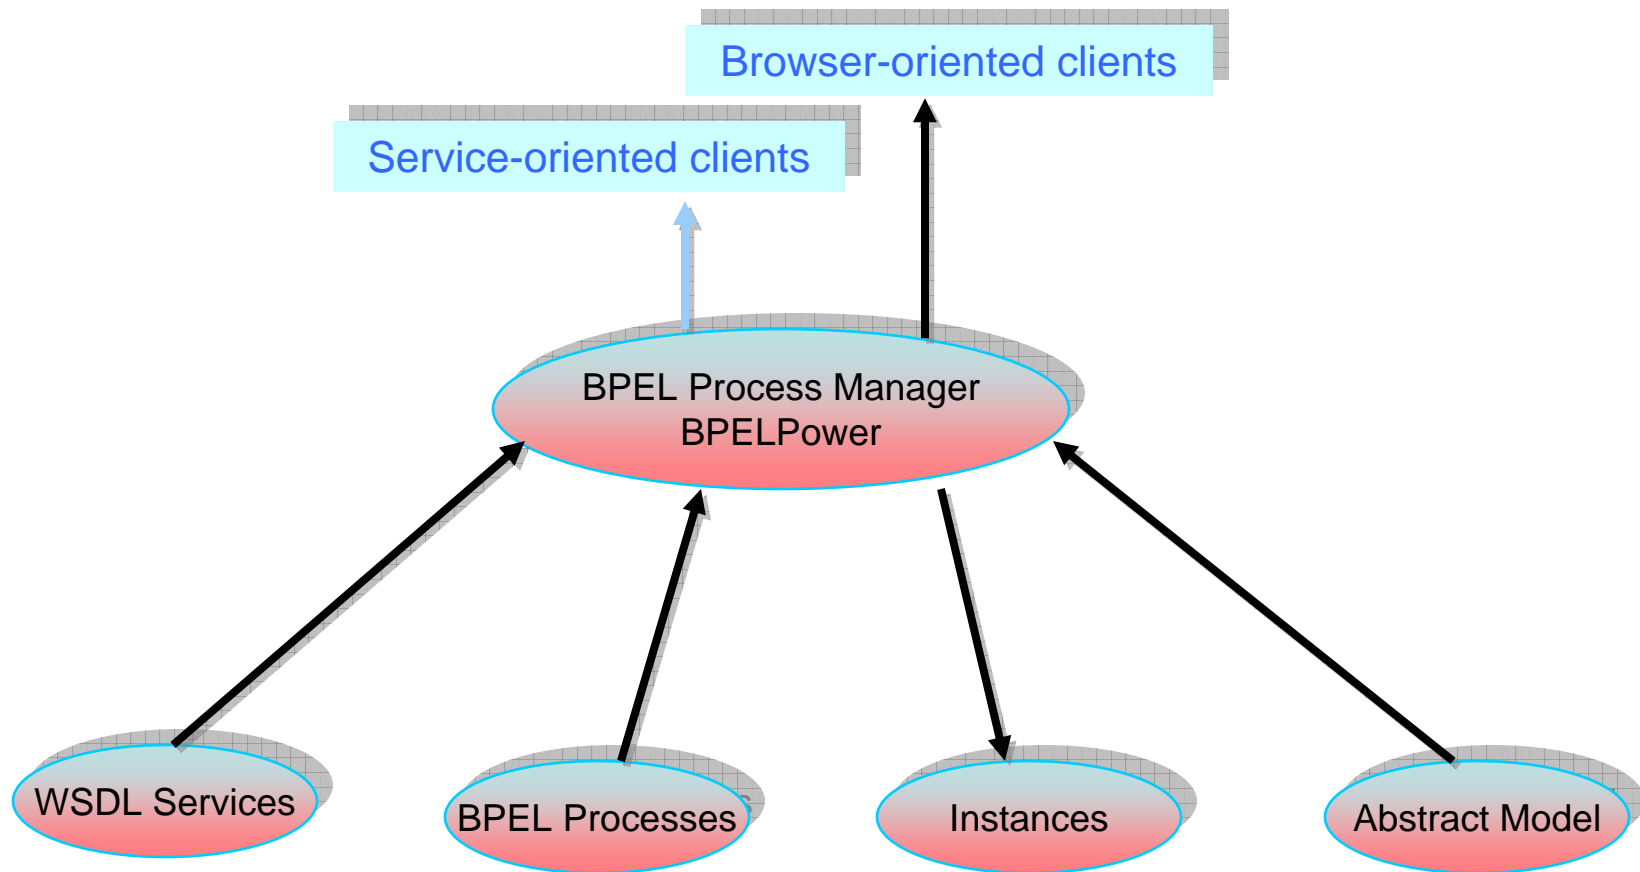 Browser-oriented clients
Service-oriented clients
BPEL Process Manager
BPELPower
WSDL Services
BPEL Processes
Instances
Abstract Model